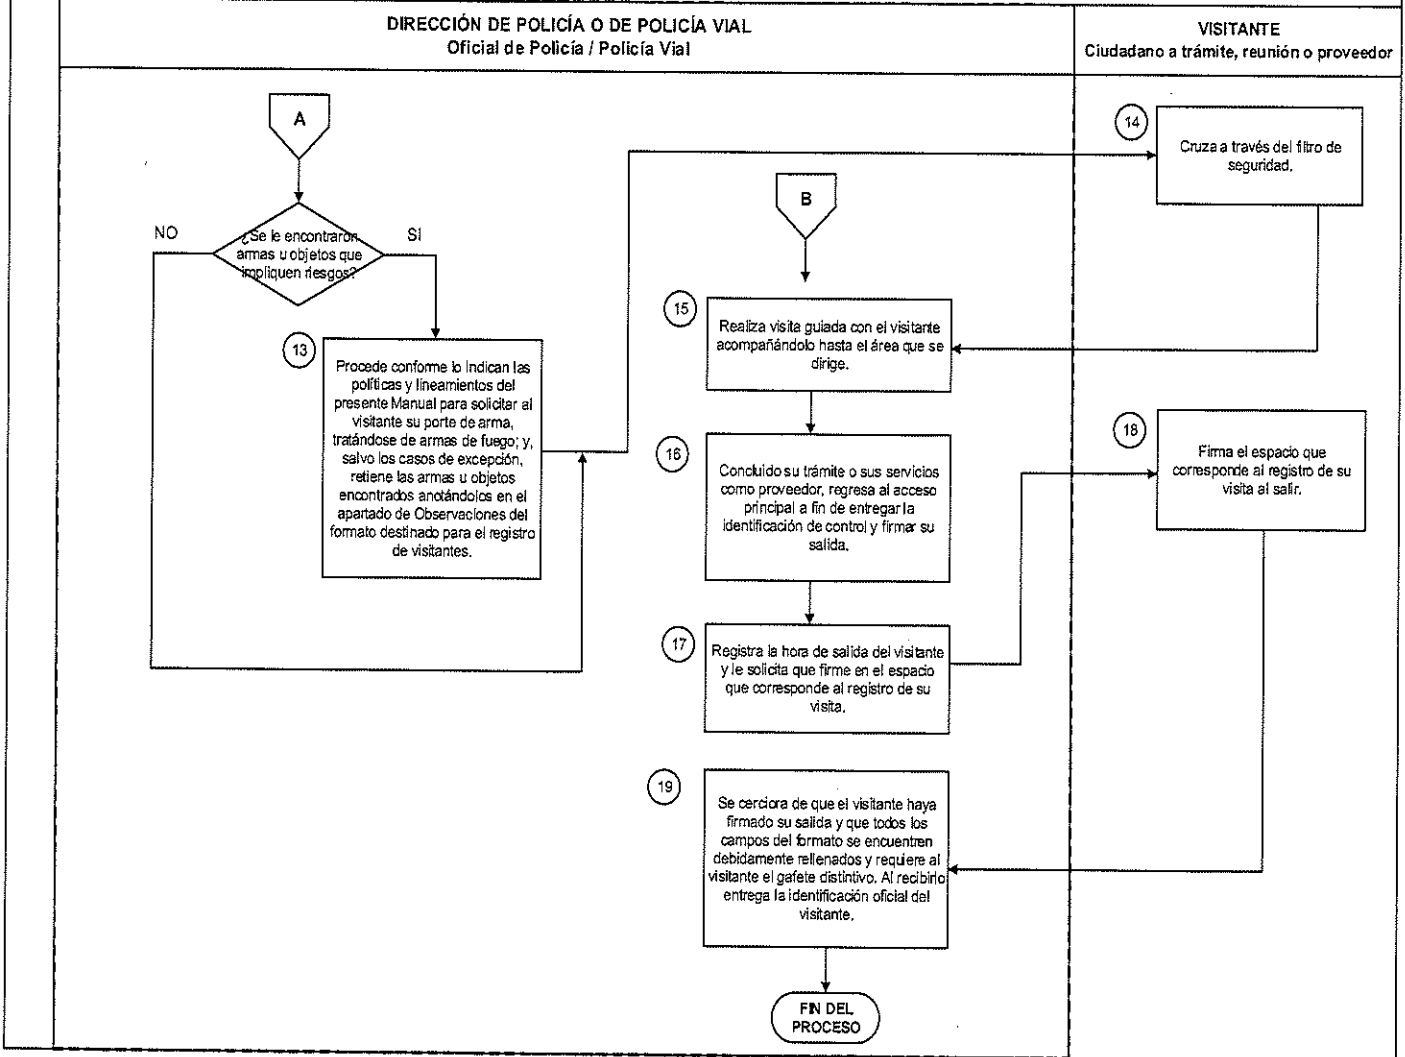 DIRECCIÓN DE POLICÍA O DE POLICÍA VIAL
Oficial de Policía / Policía Vial
VISITANTE
Ciudadano a trámite, reunión o proveedor
A
¿Se le encontraron
armas u objetos que
impliquen riesgos?
NO
SI
13
Procede conforme lo Indican las
políticas y lineamientos del
presente Manual para solicitar al
visitante su porte de arma,
tratándose de armas de fuego; y,
salvo los casos de excepción,
retiene las armas u objetos
encontrados anotándolos en el
apartado de Observaciones del
formato destinado para el registro
de visitantes.
14
Cruza a través del filtro de
seguridad.
B
15
Realiza visita guiada con el visitante
acompañándolo hasta el área que se
dirige.
16
Concluido su trámite o sus servicios
como proveedor, regresa al acceso
principal a fin de entregar la
identificación de control y firmar su
salida.
17
Registra la hora de salida del visitante
y le solicita que firme en el espacio
que corresponde al registro de su
visita.
18
Firma el espacio que
corresponde al registro de su
visita al salir.
19
Se cerciora de que el visitante haya
firmado su salida y que todos los
campos del formato se encuentren
debidamente rellenados y requiere al
visitante el gafete distintivo. Al recibirlo
entrega la identificación oficial del
visitante.
FIN DEL
PROCESO